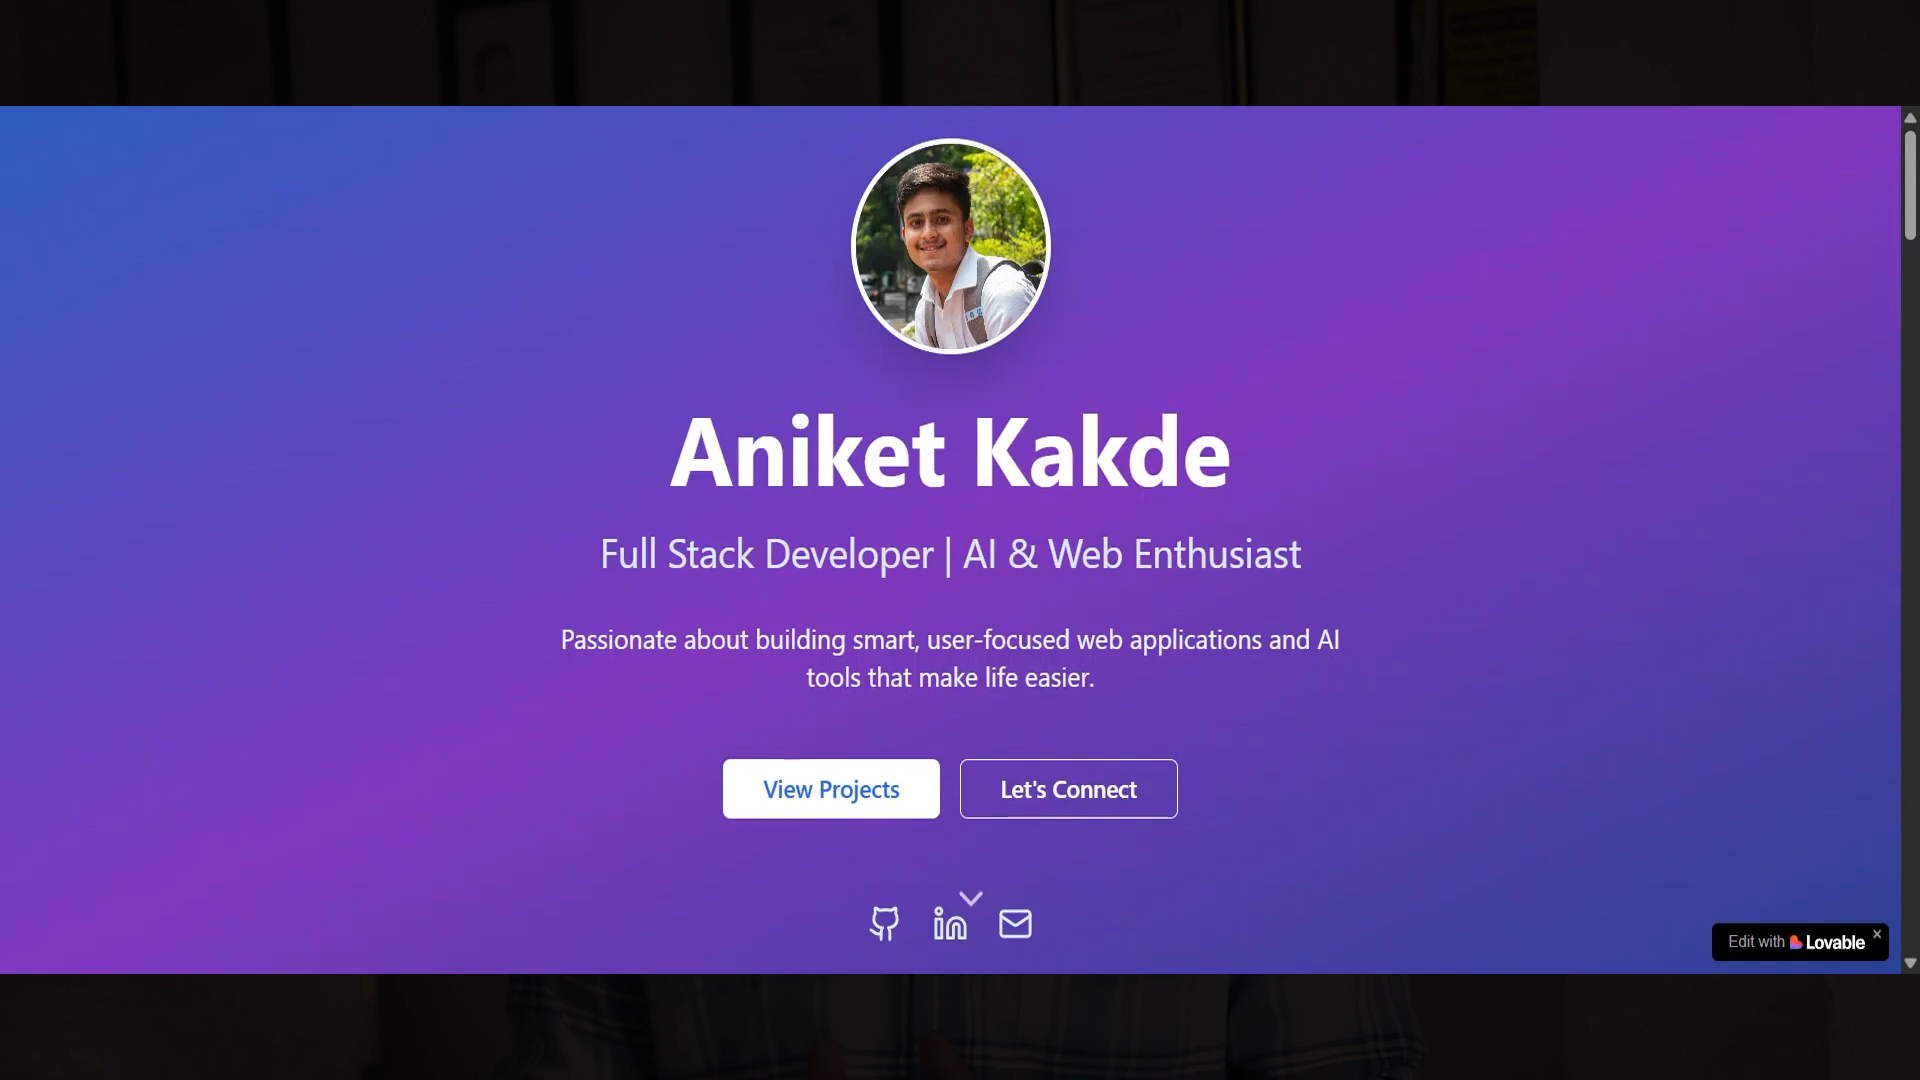 Aniket Kakde
Full Stack Developer | AI & Web Enthusiast
Passionate about building smart, user-focused web applications and AI
tools that make life easier.
View Projects
Let's Connect
Edit with Lovable